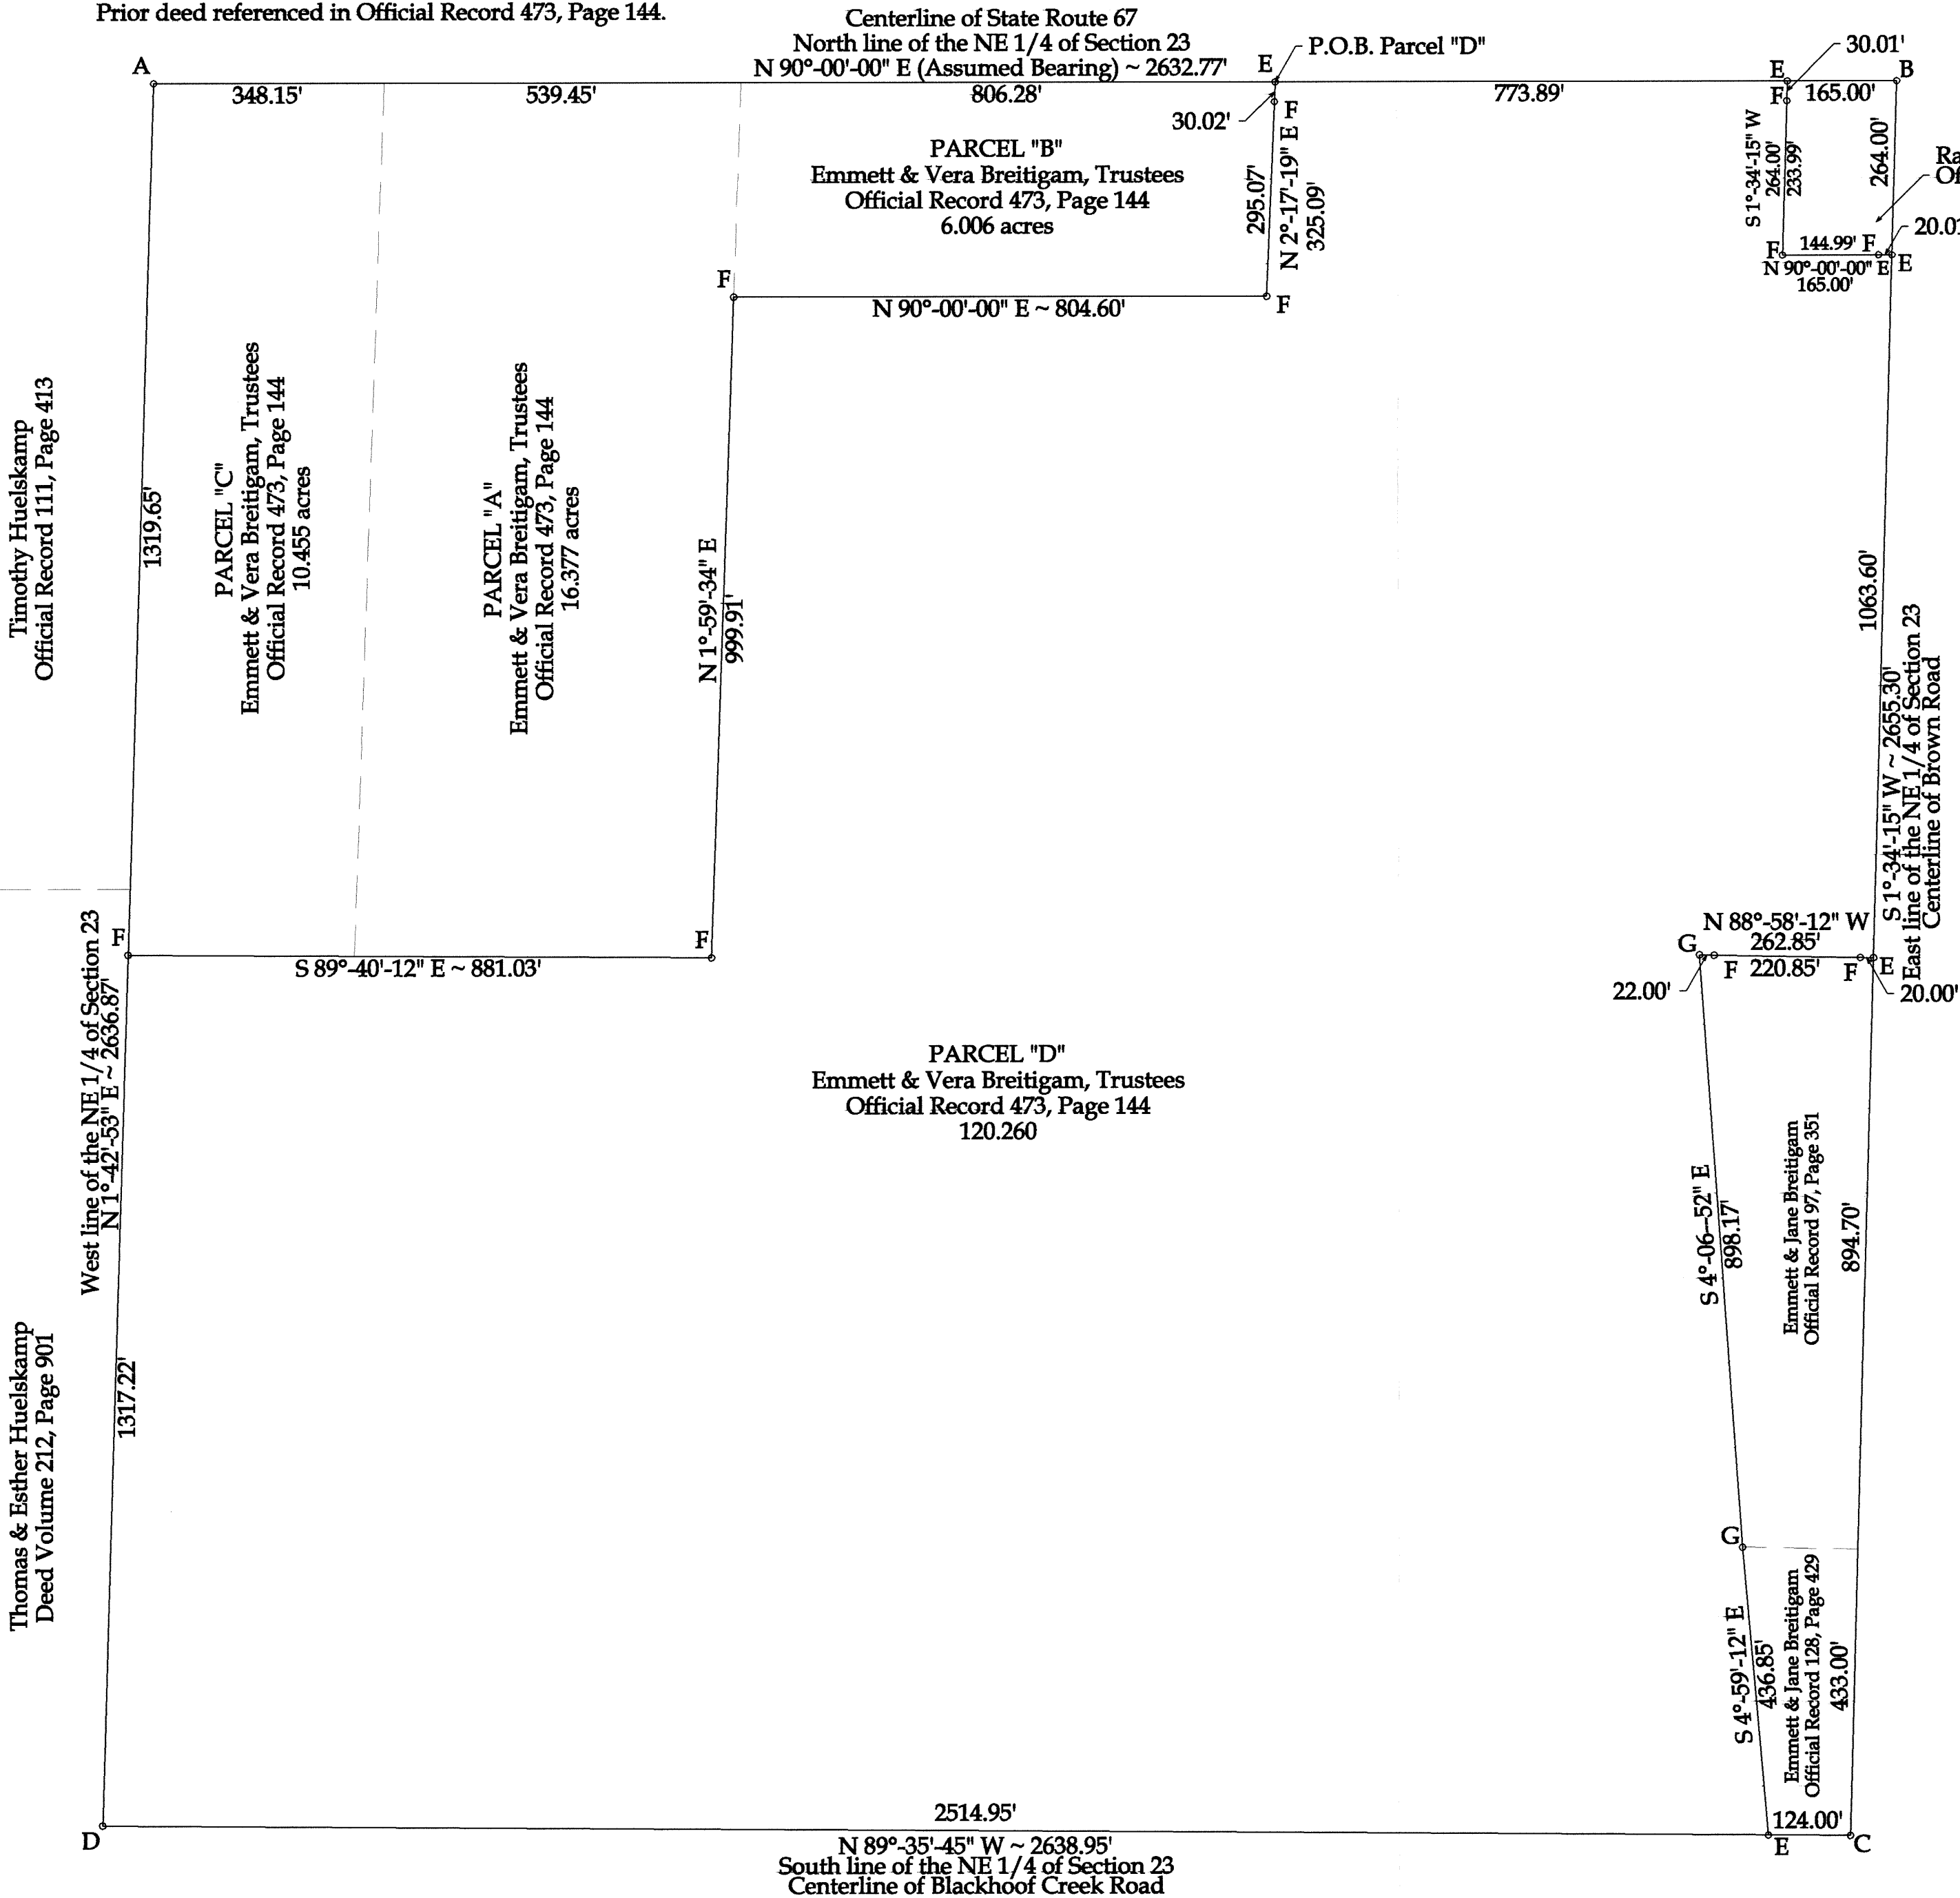 Prior deed referenced in Official Record 473, Page 144.
Centerline of State Route 67
North line of the NE 1/4 of Section 23
N 90°-00'-00" E (Assumed Bearing) ~ 2632.77'
P.O.B. Parcel "D"
30.01'
A
E
E
B
348.15'
539.45'
806.28'
773.89'
165.00'
30.02'
F
F
PARCEL "B"
Emmett & Vera Breitigam, Trustees
Official Record 473, Page 144
6.006 acres
295.07'
N 2°-17'-19" E
325.09'
S 1°-34'-15" W
264.00'
233.99'
264.00'
Ra
Of
20.01
F
144.99'
F
E
N 90°-00'-00" E
165.00'
F
N 90°-00'-00" E ~ 804.60'
F
Timothy Huelskamp
Official Record 111, Page 413
1319.65'
PARCEL "C"
Emmett & Vera Breitigam, Trustees
Official Record 473, Page 144
10.455 acres
PARCEL "A"
Emmett & Vera Breitigam, Trustees
Official Record 473, Page 144
16.377 acres
N 1°-59'-34" E
999.91'
1063.60'
S 1°-34'-15" W ~ 2655.30'
East line of the NE 1/4 of Section 23
Centerline of Brown Road
F
F
S 89°-40'-12" E ~ 881.03'
N 88°-58'-12" W
262.85'
G
F
220.85'
F
E
22.00'
20.00'
West line of the NE 1/4 of Section 23
N 1°-42'-53" E ~ 2636.87'
PARCEL "D"
Emmett & Vera Breitigam, Trustees
Official Record 473, Page 144
120.260
S 4°-06--52" E
898.17'
Emmett & Jane Breitigam
Official Record 97, Page 351
894.70'
Thomas & Esther Huelskamp
Deed Volume 212, Page 901
1317.22'
G
S 4°-59'-12" E
436.85'
Emmett & Jane Breitigam
Official Record 128, Page 429
433.00'
2514.95'
124.00'
D
E
C
N 89°-35'-45" W ~ 2638.95'
South line of the NE 1/4 of Section 23
Centerline of Blackhoof Creek Road